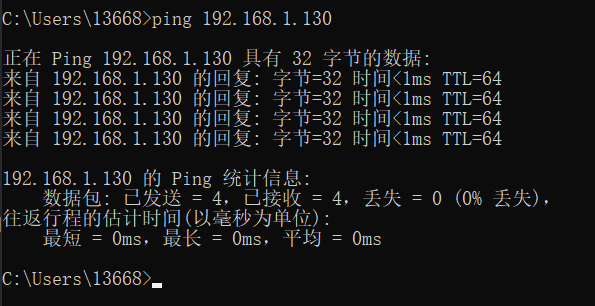 C:\Users\13668>ping 192.168.1.130
正在 Ping 192.168.1.130 具有 32 字节的数据:
来自 192.168.1.130 的回复: 字节=32 时间<1ms TTL=64
来自 192.168.1.130 的回复: 字节=32 时间<1ms TTL=64
来自 192.168.1.130 的回复: 字节=32 时间<1ms TTL=64
来自 192.168.1.130 的回复: 字节=32 时间<1ms TTL=64
192.168.1.130 的 Ping 统计信息:
数据包: 已发送 = 4，已接收 = 4，丢失 = 0 (0% 丢失)，
往返行程的估计时间(以毫秒为单位):
最短 = 0ms，最长 = 0ms，平均 = 0ms
C:\Users\13668>